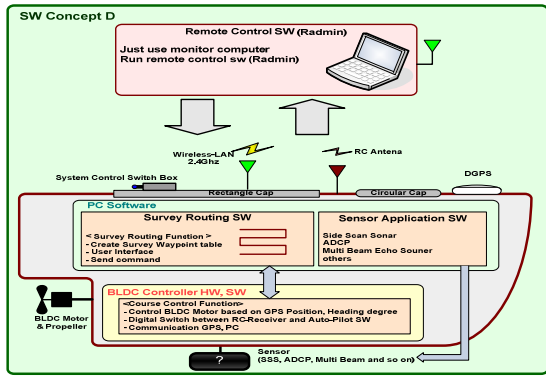 SW Concept D
Remote Control SW (Radmin)
Just use monitor computer
Run remote control sw (Radmin)
Wireless-LAN
2,4Ghz
RC Antena
System Control Switch Box
DGPS
Rectangle Cap
Circular Cap
PC Software
Survey Routing SW
< Survey Routing Function >
- Create Survey Waypoint table
- User Interface
- Send command
Sensor Application SW
Side Scan Sonar
ADCP
Multi Beam Echo Souner
others
BLDC Controller HW, SW
<Course Control Function>
- Control BLDC Motor based on GPS Position, Heading degree
- Digital Switch between RC-Receiver and Auto-Pilot SW
- Communication GPS, PC
BLDC Motor
& Propeller
?
Sensor
(SSS, ADCP, Multi Beam and so on)